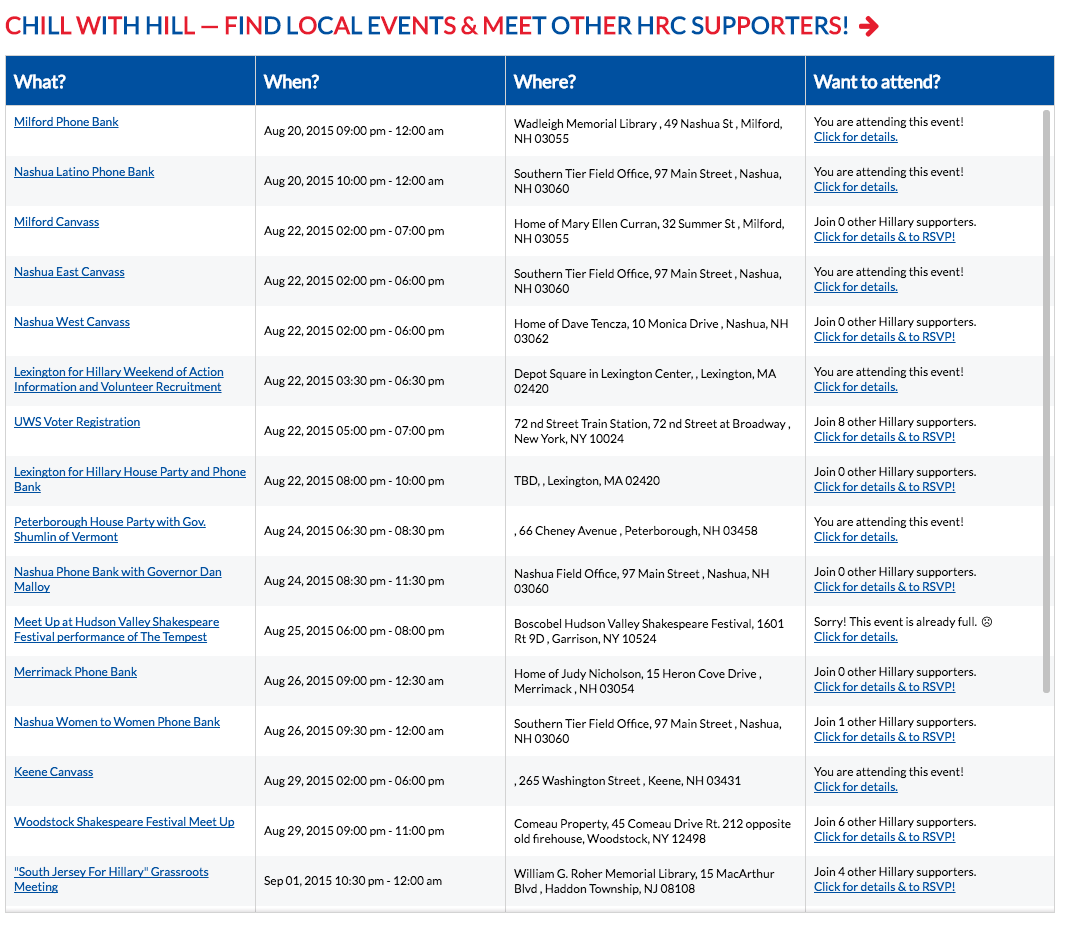 CHILL WITH HILL — FIND LOCAL EVENTS & MEET OTHER HRC SUPPORTERS! ➔
What? When? Where? Want to attend?
Milford Phone Bank
Aug 20, 2015 09:00 pm - 12:00 am
Wadleigh Memorial Library , 49 Nashua St , Milford,
NH 03055
You are attending this event!
Click for details.
Nashua Latino Phone Bank
Aug 20, 2015 10:00 pm - 12:00 am
Southern Tier Field Office, 97 Main Street , Nashua,
NH 03060
You are attending this event!
Click for details.
Milford Canvass
Aug 22, 2015 02:00 pm - 07:00 pm
Home of Mary Ellen Curran, 32 Summer St , Milford,
NH 03055
Join 0 other Hillary supporters.
Click for details & to RSVP!
Nashua East Canvass
Aug 22, 2015 02:00 pm - 06:00 pm
Southern Tier Field Office, 97 Main Street , Nashua,
NH 03060
You are attending this event!
Click for details.
Nashua West Canvass
Aug 22, 2015 02:00 pm - 06:00 pm
Home of Dave Tencza, 10 Monica Drive , Nashua, NH
03062
Join 0 other Hillary supporters.
Click for details & to RSVP!
Lexington for Hillary Weekend of Action
Information and Volunteer Recruitment
Aug 22, 2015 03:30 pm - 06:30 pm
Depot Square in Lexington Center, , Lexington, MA
02420
You are attending this event!
Click for details.
UWS Voter Registration
Aug 22, 2015 05:00 pm - 07:00 pm
72 nd Street Train Station, 72 nd Street at Broadway ,
New York, NY 10024
Join 8 other Hillary supporters.
Click for details & to RSVP!
Lexington for Hillary House Party and Phone
Bank
Aug 22, 2015 08:00 pm - 10:00 pm
TBD, , Lexington, MA 02420
Join 0 other Hillary supporters.
Click for details & to RSVP!
Peterborough House Party with Gov.
Shumlin of Vermont
Aug 24, 2015 06:30 pm - 08:30 pm
, 66 Cheney Avenue , Peterborough, NH 03458
You are attending this event!
Click for details.
Nashua Phone Bank with Governor Dan
Malloy
Aug 24, 2015 08:30 pm - 11:30 pm
Nashua Field Office, 97 Main Street , Nashua, NH
03060
Join 0 other Hillary supporters.
Click for details & to RSVP!
Meet Up at Hudson Valley Shakespeare
Festival performance of The Tempest
Aug 25, 2015 06:00 pm - 08:00 pm
Boscobel Hudson Valley Shakespeare Festival, 1601
Rt 9D , Garrison, NY 10524
Sorry! This event is already full. ☹
Click for details.
Merrimack Phone Bank
Aug 26, 2015 09:00 pm - 12:30 am
Home of Judy Nicholson, 15 Heron Cove Drive ,
Merrimack , NH 03054
Join 0 other Hillary supporters.
Click for details & to RSVP!
Nashua Women to Women Phone Bank
Aug 26, 2015 09:30 pm - 12:00 am
Southern Tier Field Office, 97 Main Street , Nashua,
NH 03060
Join 1 other Hillary supporters.
Click for details & to RSVP!
Keene Canvass
Aug 29, 2015 02:00 pm - 06:00 pm
, 265 Washington Street , Keene, NH 03431
You are attending this event!
Click for details.
Woodstock Shakespeare Festival Meet Up
Aug 29, 2015 09:00 pm - 11:00 pm
Comeau Property, 45 Comeau Drive Rt. 212 opposite
old firehouse, Woodstock, NY 12498
Join 6 other Hillary supporters.
Click for details & to RSVP!
"South Jersey For Hillary" Grassroots
Meeting
Sep 01, 2015 10:30 pm - 12:00 am
William G. Roher Memorial Library, 15 MacArthur
Blvd , Haddon Township, NJ 08108
Join 4 other Hillary supporters.
Click for details & to RSVP!